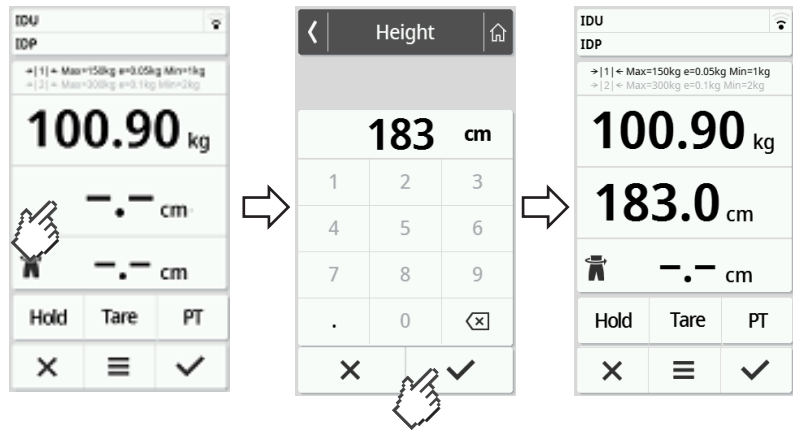 IDU
IDP
→|1|← Max=150kg e=0.05kg Min=1kg
→|2|← Max=300kg e=0.1kg Min=2kg
100.90 kg
–.– cm
–.– cm
Hold Tare PT
Height
183 cm
1 2 3
4 5 6
7 8 9
. 0
IDU
IDP
→|1|← Max=150kg e=0.05kg Min=1kg
→|2|← Max=300kg e=0.1kg Min=2kg
100.90 kg
183.0 cm
–.– cm
Hold Tare PT